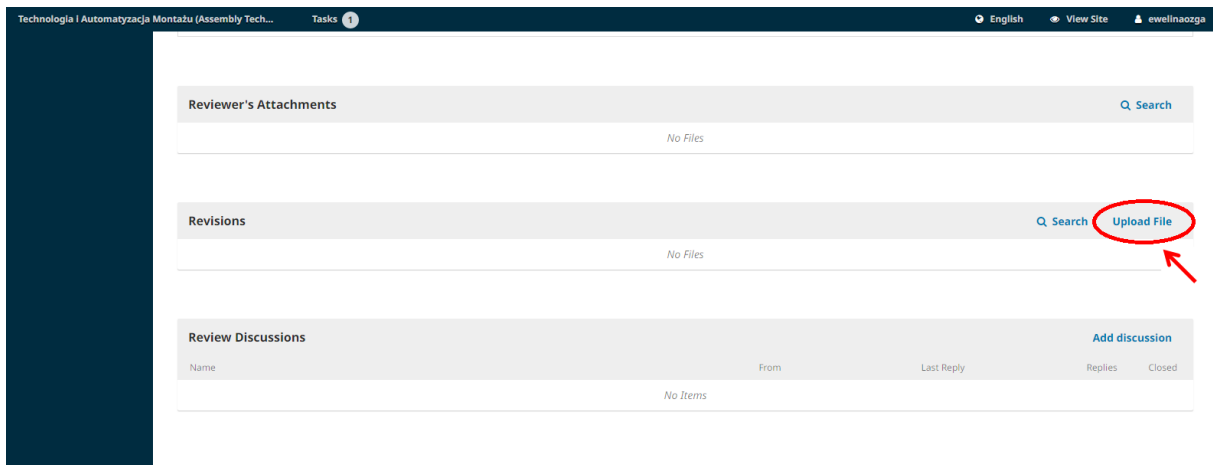 Technologia i Automatyzacja Montażu (Assembly Tech... Tasks 1 English View Site ewelinaozga
Reviewer's Attachments Search
No Files
Revisions Search Upload File
No Files
Review Discussions Add discussion
Name From Last Reply Replies Closed
No Items